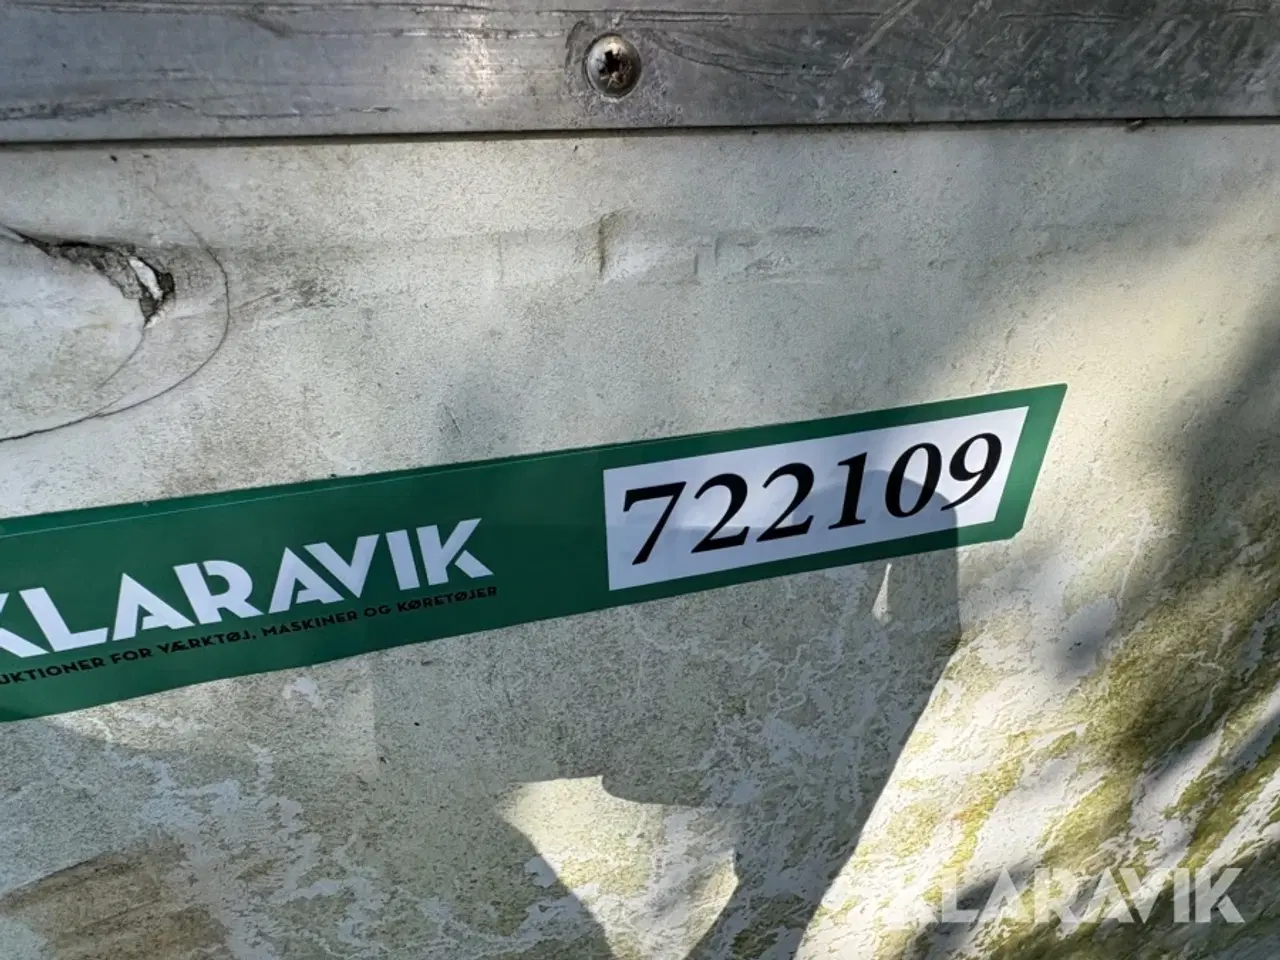 KLARAVIK
UKTIONER FOR VÆRKTØJ, MASKINER OG KØRETØJER
722109
KLARAVIK